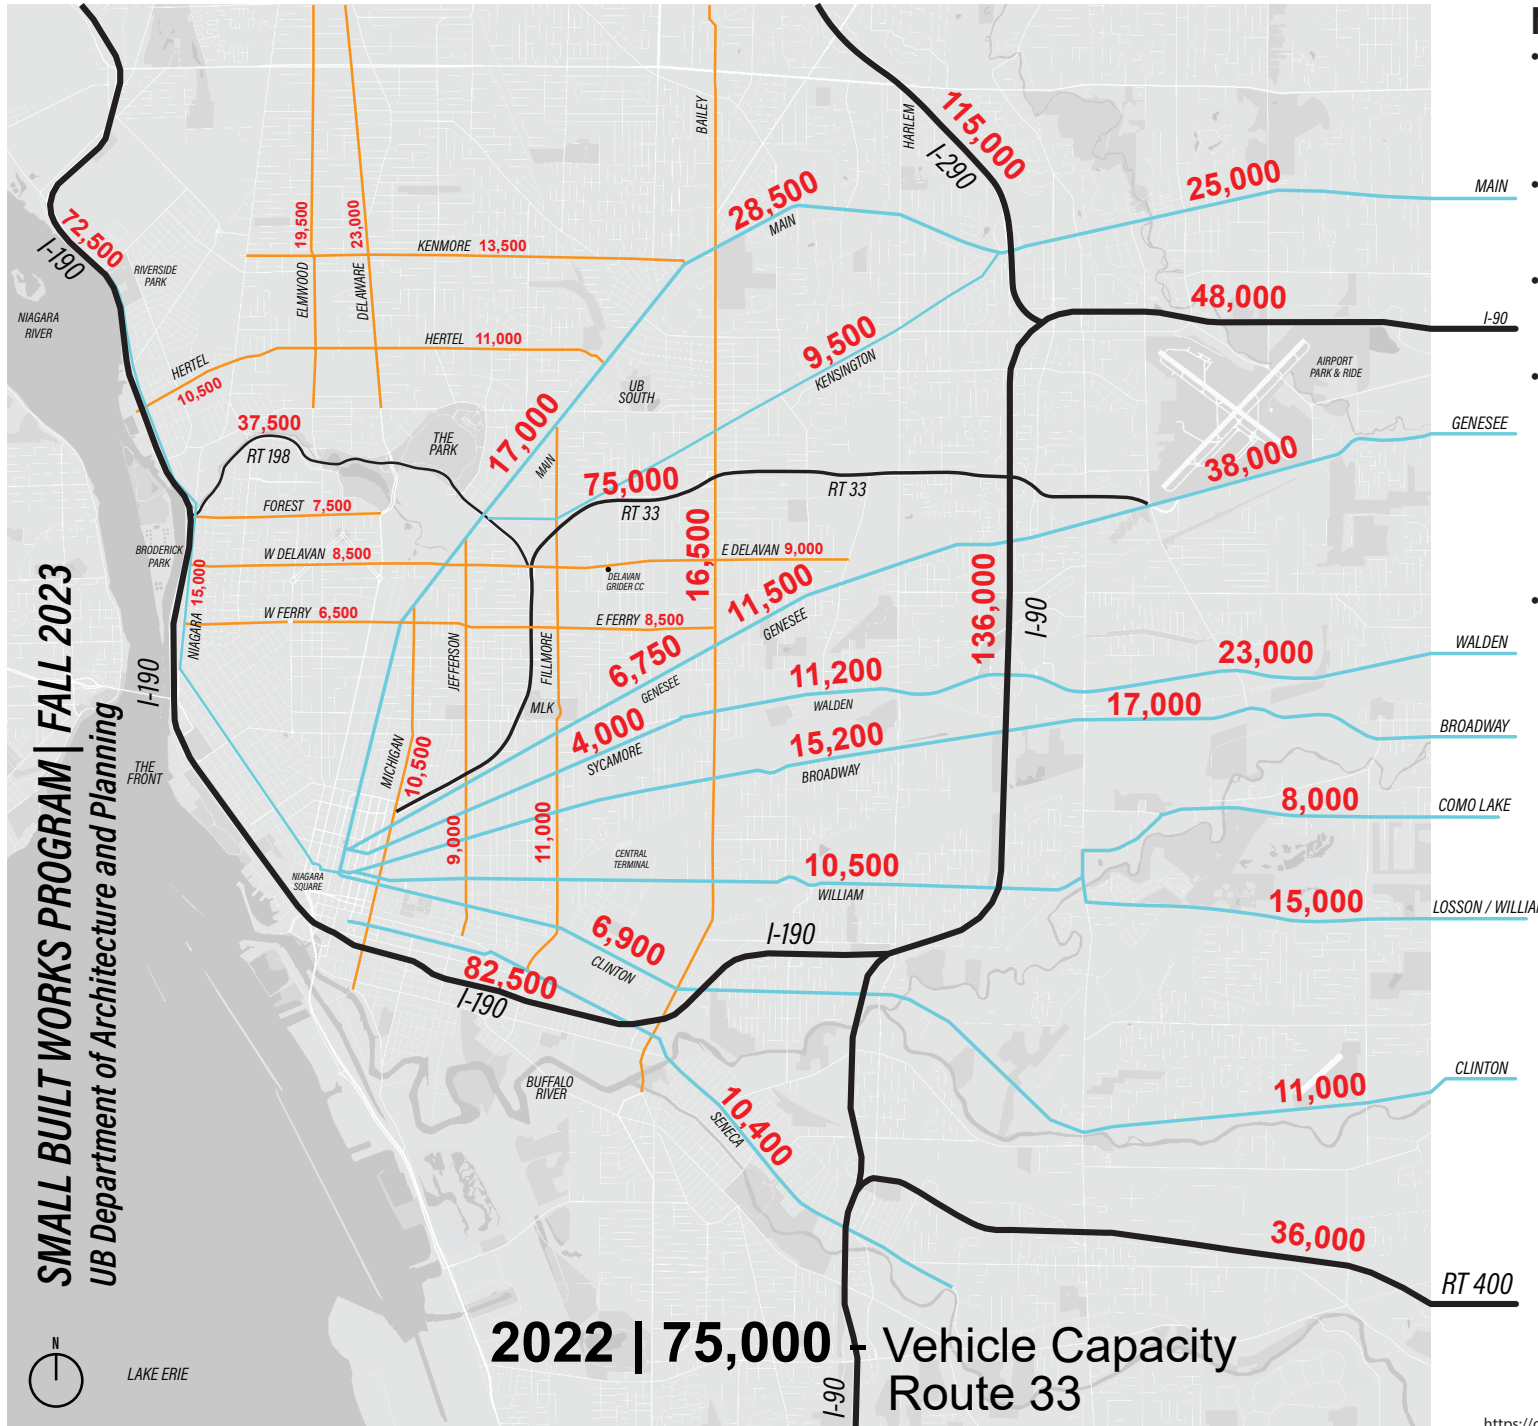 115,000
I-290
HARLEM
BAILEY
25,000
MAIN
28,500
MAIN
72,500
I-190
RIVERSIDE
PARK
NIAGARA
RIVER
19,500
ELMWOOD
23,000
DELAWARE
KENMORE 13,500
48,000
I-90
HERTEL
10,500
HERTEL 11,000
9,500
KENSINGTON
AIRPORT
PARK & RIDE
UB
SOUTH
37,500
RT 198
THE
PARK
17,000
MAIN
75,000
RT 33
RT 33
GENESEE
38,000
FOREST 7,500
BRODERICK
PARK
W DELAVAN 8,500
16,500
E DELAVAN 9,000
DELAVAN
GRIDER CC
NIAGARA 15,000
W FERRY 6,500
E FERRY 8,500
11,500
GENESEE
136,000
I-90
I-190
JEFFERSON
FILLMORE
MLK
6,750
GENESEE
11,200
WALDEN
23,000
WALDEN
4,000
SYCAMORE
15,200
BROADWAY
17,000
BROADWAY
MICHIGAN
10,500
THE
FRONT
9,000
11,000
CENTRAL
TERMINAL
8,000
COMO LAKE
NIAGARA
SQUARE
10,500
WILLIAM
15,000
LOSSON / WILLIA
6,900
CLINTON
I-190
82,500
I-190
BUFFALO
RIVER
10,400
SENECA
11,000
CLINTON
36,000
RT 400
SMALL BUILT WORKS PROGRAM | FALL 2023
UB Department of Architecture and Planning
N
LAKE ERIE
2022 | 75,000 - Vehicle Capacity
Route 33
I-90
https://